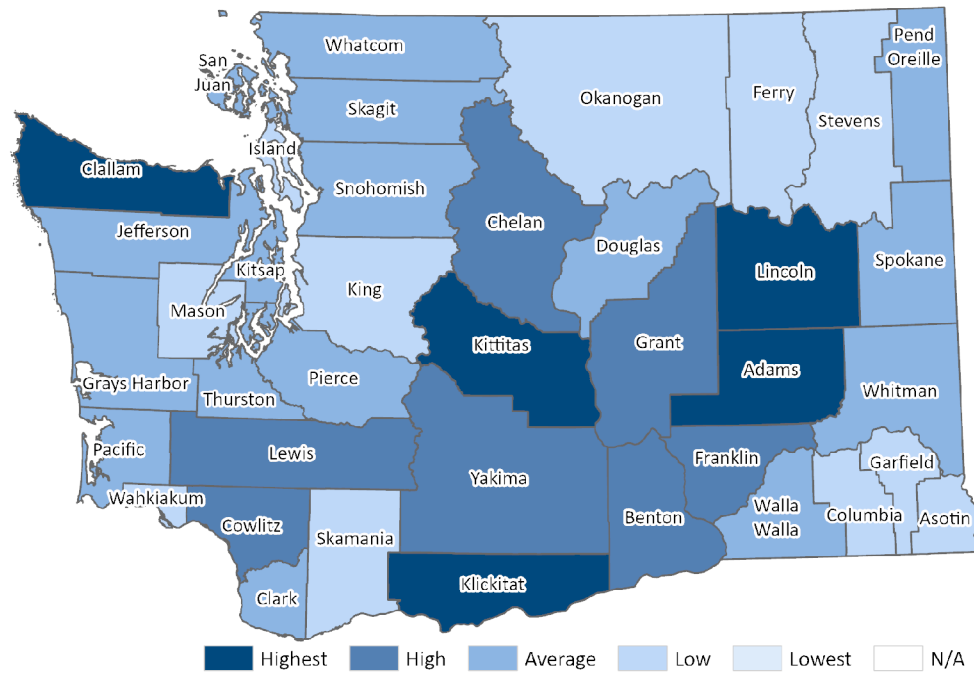 Whatcom
Pend
Oreille
San
Juan
Skagit
Okanogan
Ferry
Stevens
Island
Clallam
Snohomish
Chelan
Jefferson
Douglas
Spokane
Kitsap
Lincoln
King
Mason
Kittitas
Grant
Adams
Pierce
Grays Harbor
Thurston
Whitman
Pacific
Lewis
Yakima
Franklin
Garfield
Wahkiakum
Cowlitz
Skamania
Benton
Walla
Walla
Columbia
Asotin
Klickitat
Clark
Highest
High
Average
Low
Lowest
N/A